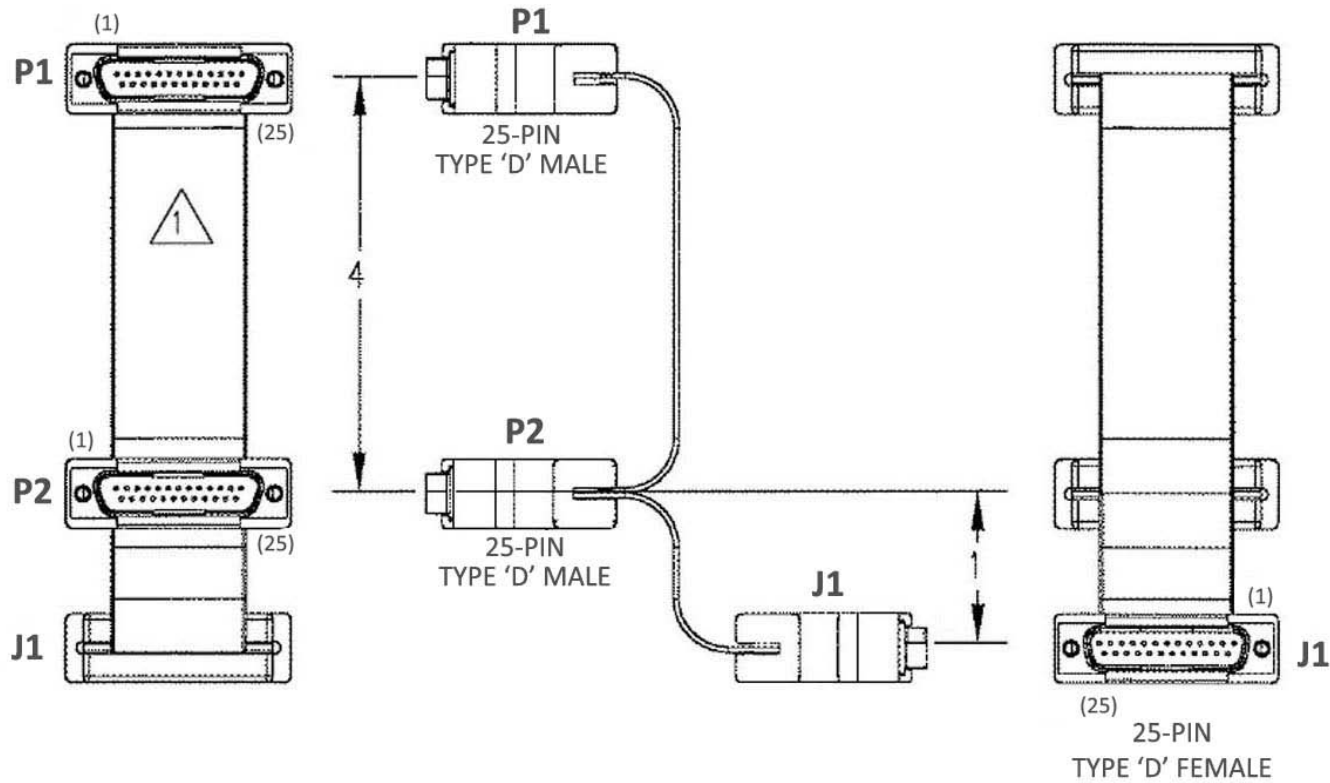 (1)
P1
(25)
1
(1)
P2
(25)
J1
P1
25-PIN
TYPE 'D' MALE
4
P2
25-PIN
TYPE 'D' MALE
1
J1
(1)
J1
(25)
25-PIN
TYPE 'D' FEMALE